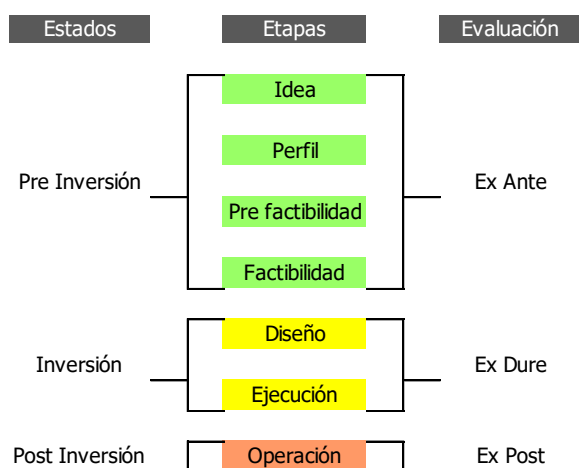 Estados Etapas Evaluación
Idea
Perfil
Pre Inversión Ex Ante
Pre factibilidad
Factibilidad
Diseño
Inversión Ex Dure
Ejecución
Post Inversión Operación Ex Post